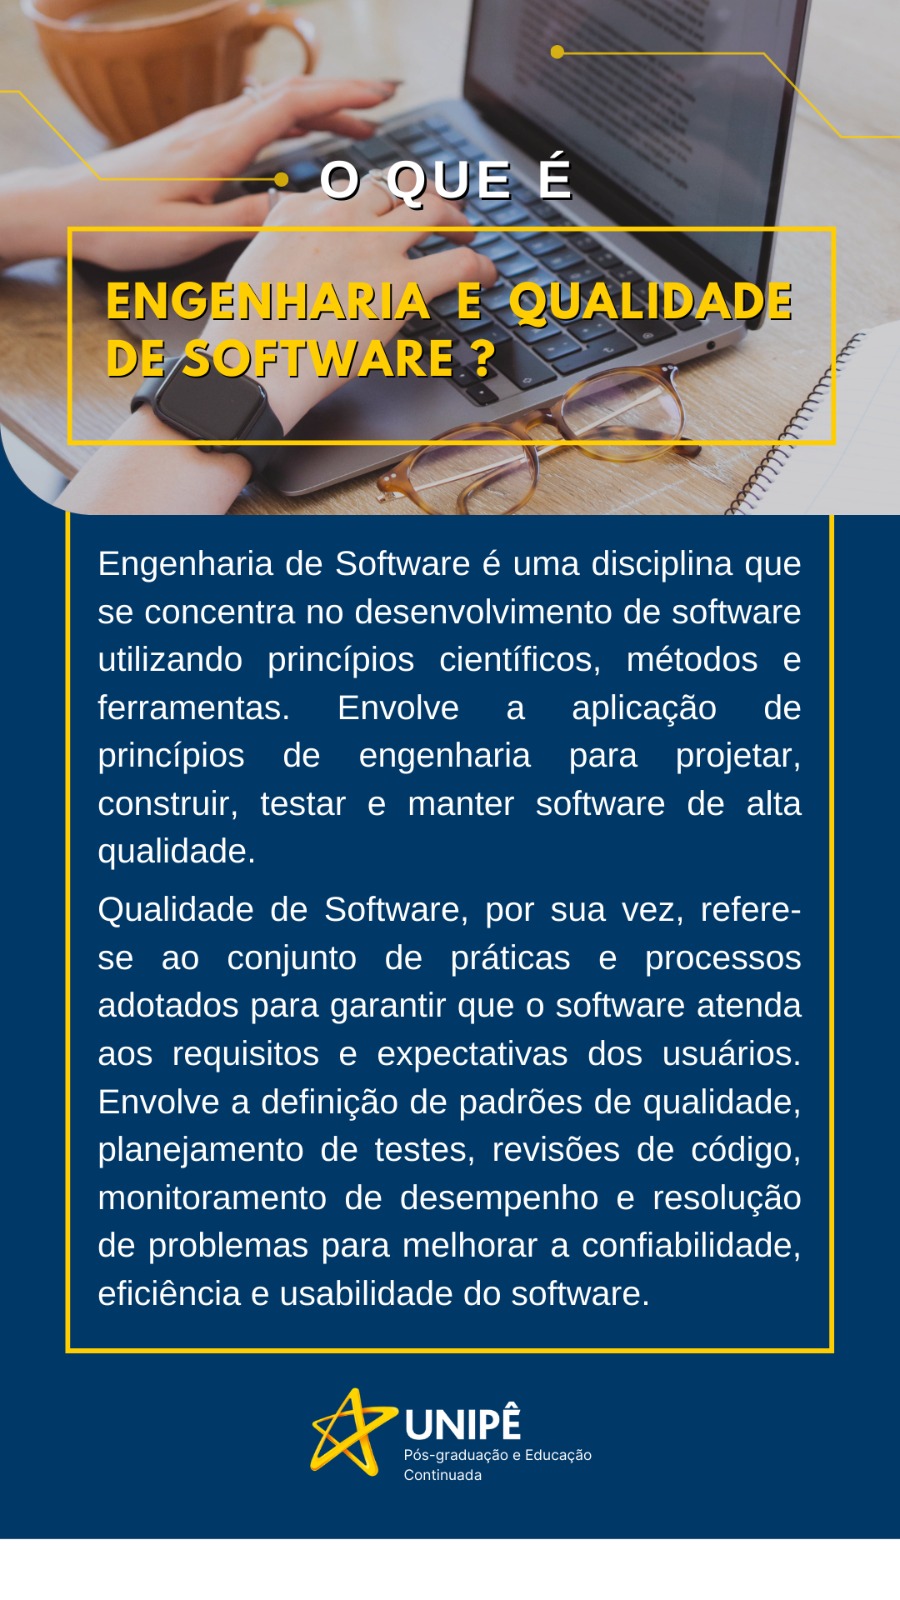 O QUE É
ENGENHARIA E QUALIDADE
DE SOFTWARE ?
Engenharia de Software é uma disciplina que
se concentra no desenvolvimento de software
utilizando princípios científicos, métodos e
ferramentas. Envolve a aplicação de
princípios de engenharia para projetar,
construir, testar e manter software de alta
qualidade.
Qualidade de Software, por sua vez, refere-
se ao conjunto de práticas e processos
adotados para garantir que o software atenda
aos requisitos e expectativas dos usuários.
Envolve a definição de padrões de qualidade,
planejamento de testes, revisões de código,
monitoramento de desempenho e resolução
de problemas para melhorar a confiabilidade,
eficiência e usabilidade do software.
UNIPÊ
Pós-graduação e Educação
Continuada